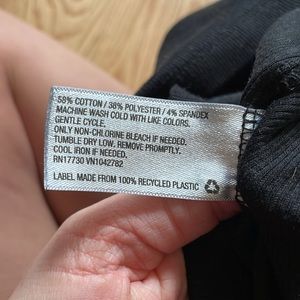 58% COTTON / 38% POLYESTER / 4% SPANDEX
MACHINE WASH COLD WITH LIKE COLORS.
GENTLE CYCLE.
ONLY NON-CHLORINE BLEACH IF NEEDED.
TUMBLE DRY LOW. REMOVE PROMPTLY.
COOL IRON IF NEEDED.
RN17730 VN1042782
LABEL MADE FROM 100% RECYCLED PLASTIC